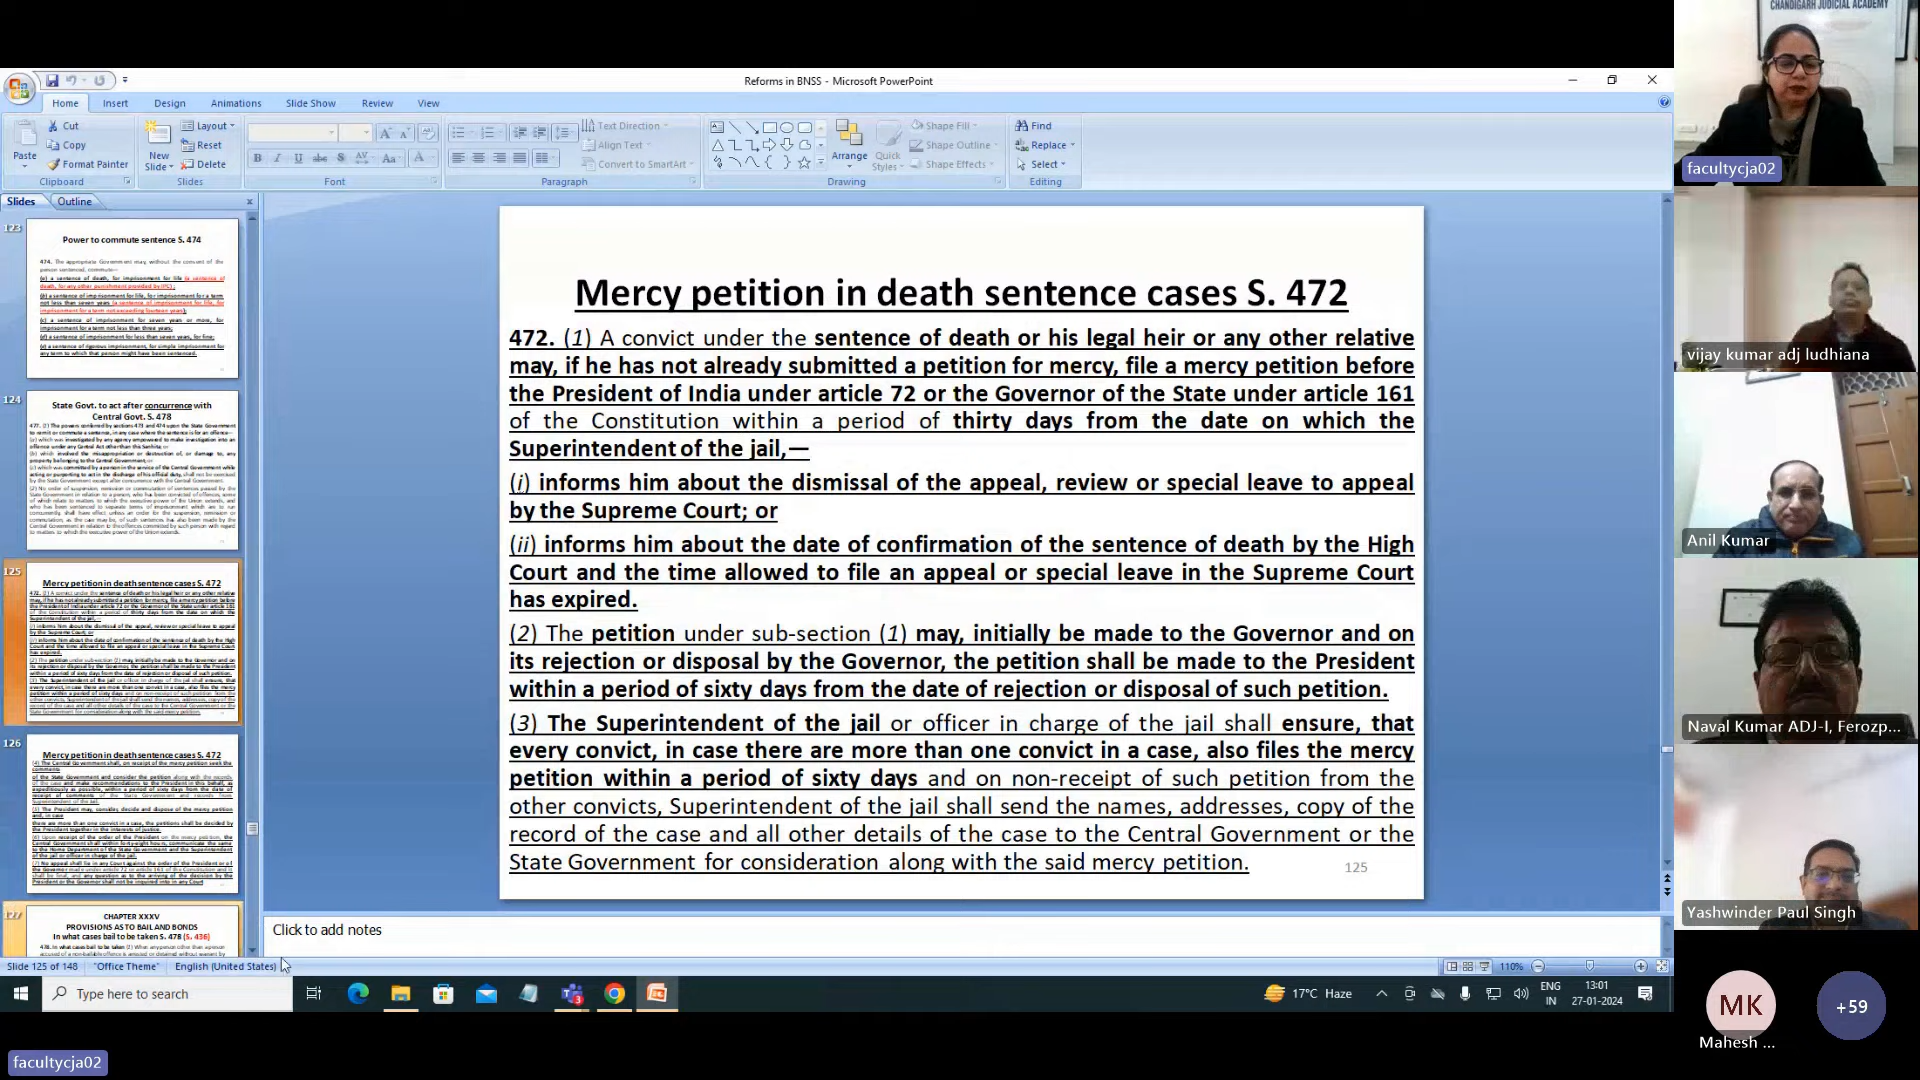 CHANDIGARH JUDICIAL ACADEMY
Reforms in BNSS - Microsoft PowerPoint
Home Insert Design Animations Slide Show Review View
Cut
Copy
Format Painter
Paste
Clipboard
New Slide
Layout
Reset
Delete
Slides
Font
Text Direction
Align Text
Convert to SmartArt
Paragraph
Arrange
Quick Styles
Shape Fill
Shape Outline
Shape Effects
Drawing
Find
Replace
Select
Editing
Slides Outline
123
Power to commute sentence S. 474
124
State Govt. to act after concurrence with
Central Govt. S. 478
125
Mercy petition in death sentence cases S. 472
126
Mercy petition in death sentence cases S. 472
127
CHAPTER XXXV
PROVISIONS AS TO BAIL AND BONDS
In what cases bail to be taken S. 478 (S. 436)
Mercy petition in death sentence cases S. 472
472. (1) A convict under the sentence of death or his legal heir or any other relative
may, if he has not already submitted a petition for mercy, file a mercy petition before
the President of India under article 72 or the Governor of the State under article 161
of the Constitution within a period of thirty days from the date on which the
Superintendent of the jail,—
(i) informs him about the dismissal of the appeal, review or special leave to appeal
by the Supreme Court; or
(ii) informs him about the date of confirmation of the sentence of death by the High
Court and the time allowed to file an appeal or special leave in the Supreme Court
has expired.
(2) The petition under sub-section (1) may, initially be made to the Governor and on
its rejection or disposal by the Governor, the petition shall be made to the President
within a period of sixty days from the date of rejection or disposal of such petition.
(3) The Superintendent of the jail or officer in charge of the jail shall ensure, that
every convict, in case there are more than one convict in a case, also files the mercy
petition within a period of sixty days and on non-receipt of such petition from the
other convicts, Superintendent of the jail shall send the names, addresses, copy of the
record of the case and all other details of the case to the Central Government or the
State Government for consideration along with the said mercy petition.
125
Click to add notes
Slide 125 of 148 "Office Theme" English (United States)
110%
Type here to search
17°C Haze
ENG
IN
13:01
27-01-2024
facultycja02
vijay kumar adj ludhiana
Anil Kumar
Naval Kumar ADJ-I, Ferozp...
Yashwinder Paul Singh
MK
Mahesh ...
+59
facultycja02